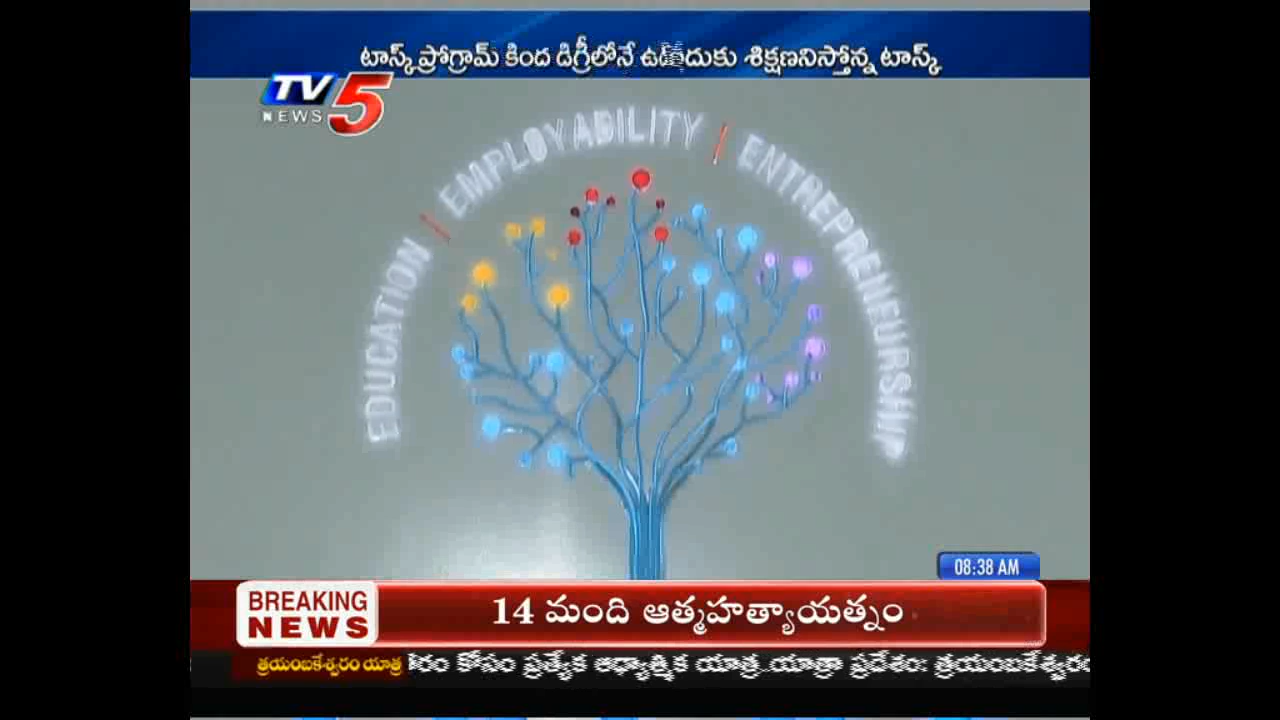 టాస్క్ ప్రోగ్రామ్ కింద డిగ్రీలోనే శిక్షణనిస్తోన్న టాస్క్
TV5
NEWS
EDUCATION / EMPLOYABILITY / ENTREPRENEURSHIP
08:38 AM
BREAKING
NEWS
14 మంది ఆత్మహత్యాయత్నం
త్రయంబకేశ్వరం యాత్ర
కోసం ప్రత్యేక ఆధ్యాత్మిక యాత్ర యాత్రా ప్రదేశం: త్రయంబకేశ్వరం